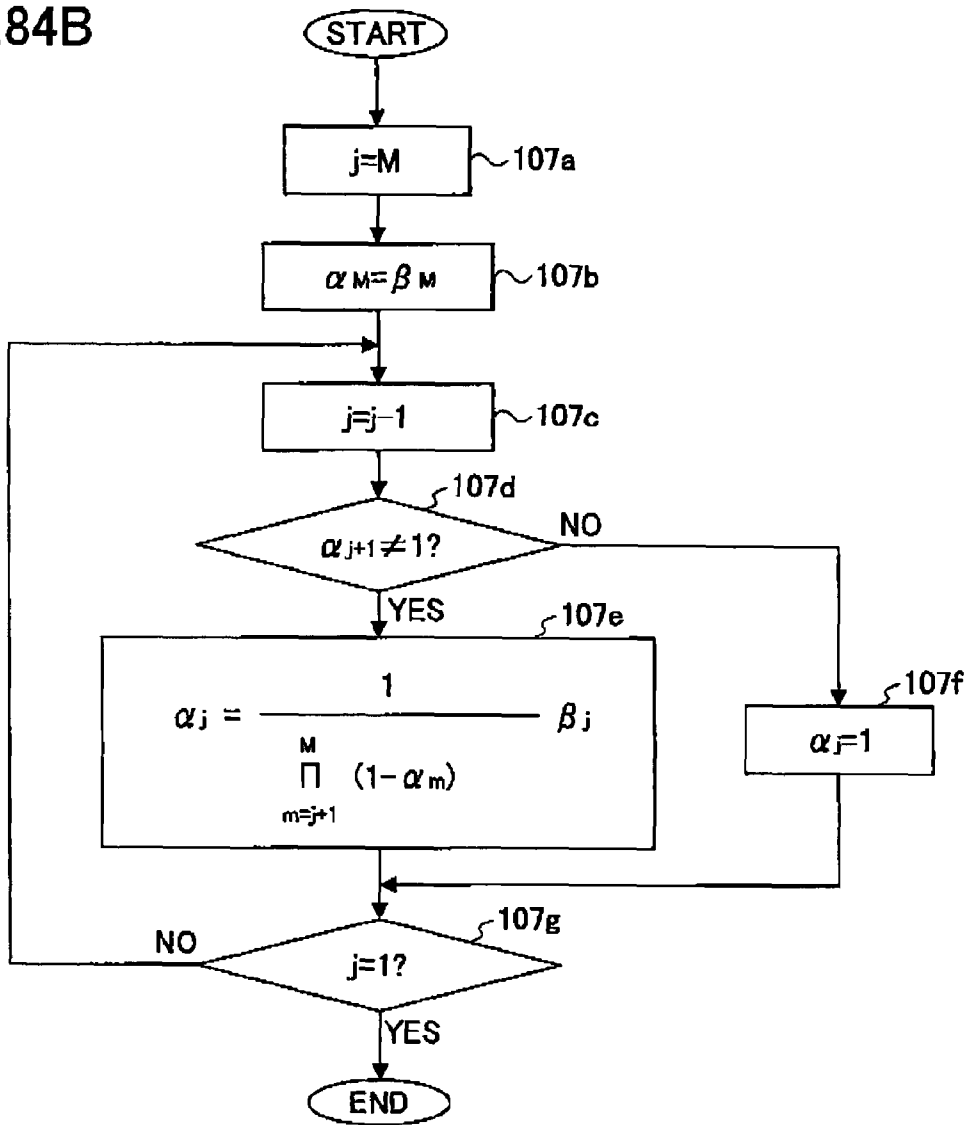 84B
START
j=M
107a
αM=βM
107b
j=j-1
107c
107d
αj+1≠1?
NO
YES
107e
αj = 1 βj
M
Π (1-αm)
m=j+1
107f
αj=1
107g
NO
j=1?
YES
END